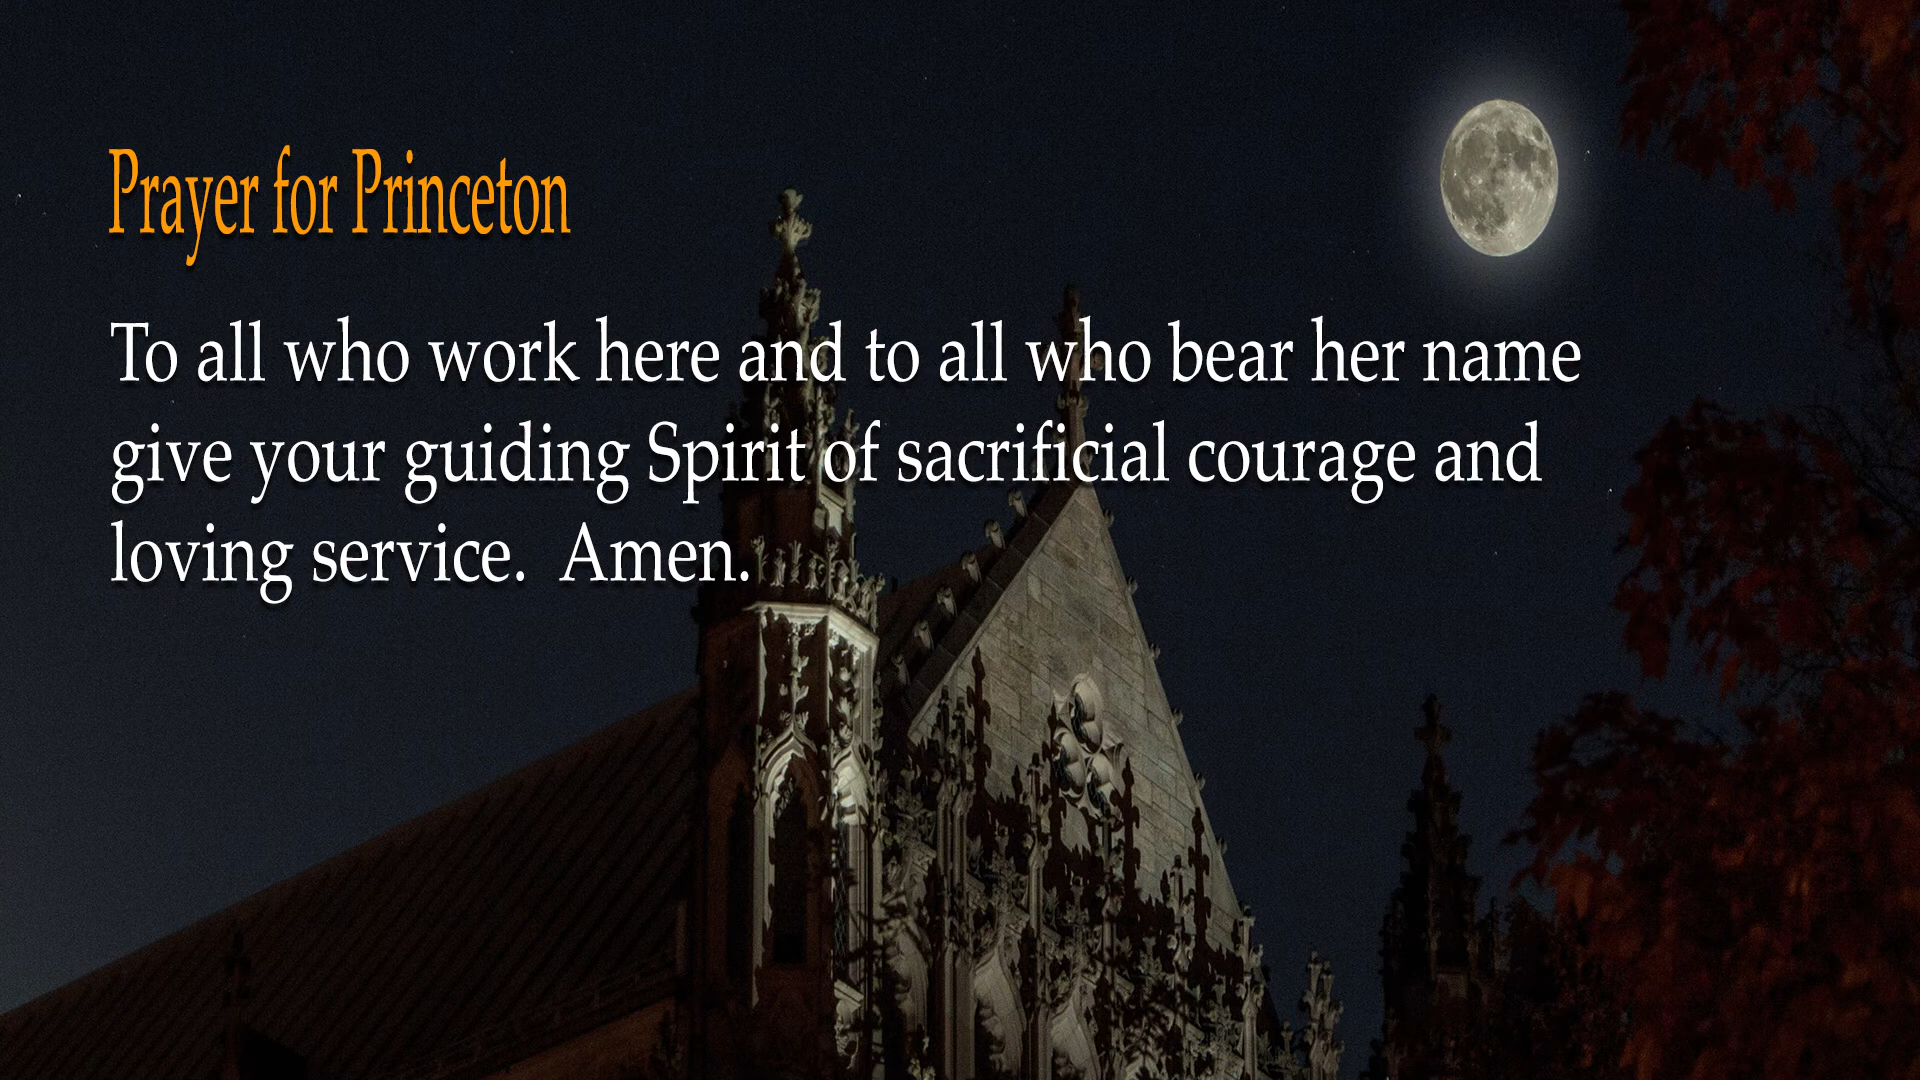 Prayer for Princeton
To all who work here and to all who bear her name
give your guiding Spirit of sacrificial courage and
loving service.  Amen.